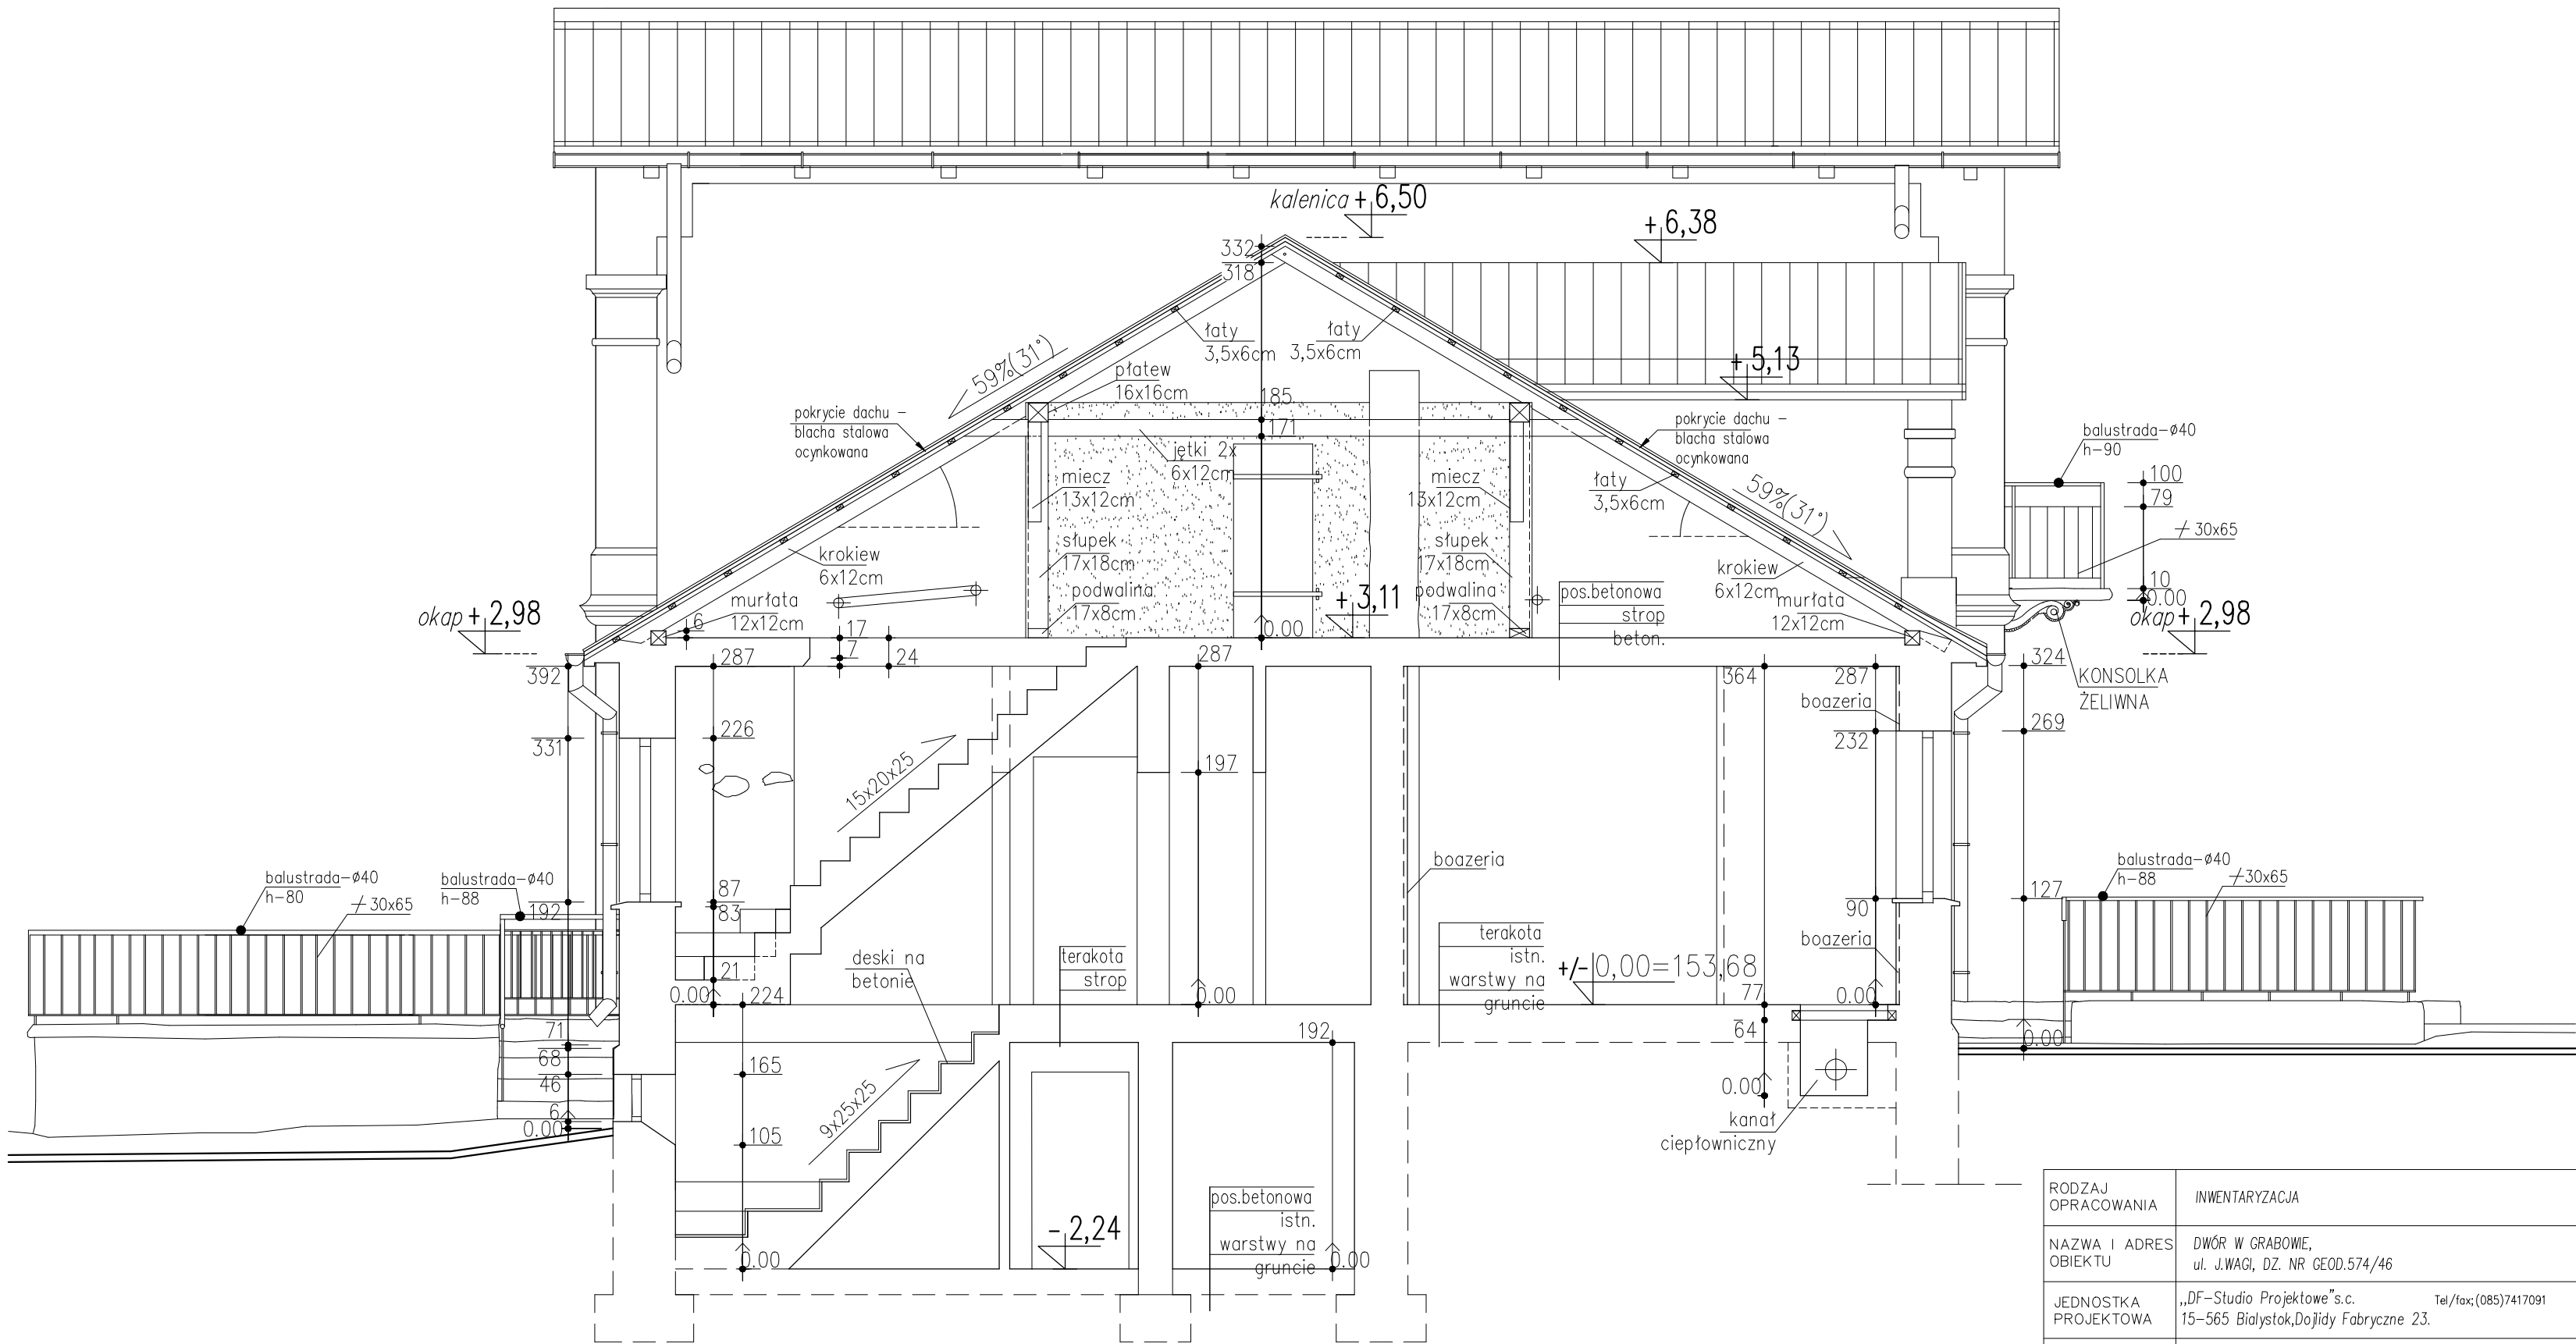 kalenica + 6,50
+ 6,38
332
318
łaty
3,5x6cm
łaty
3,5x6cm
59%(31°)
płatew
16x16cm
+ 5,13
185
171
pokrycie dachu –
blacha stalowa
ocynkowana
pokrycie dachu –
blacha stalowa
ocynkowana
jętki 2x
6x12cm
miecz
13x12cm
miecz
13x12cm
łaty
3,5x6cm
59%(31°)
balustrada-ø40
h-90
100
79
30x65
10
0.00
słupek
17x18cm
słupek
17x18cm
krokiew
6x12cm
krokiew
6x12cm
podwalina
17x8cm
podwalina
17x8cm
pos.betonowa
strop
beton.
murłata
12x12cm
murłata
12x12cm
okap + 2,98
+ 3,11
okap + 2,98
6
17
7
24
0.00
KONSOLKA
ŻELIWNA
392
287
287
364
287
324
boazeria
331
226
232
269
197
15x20x25
boazeria
balustrada-ø40
h-80
30x65
balustrada-ø40
h-88
192
87
83
90
127
balustrada-ø40
h-88
30x65
boazeria
deski na
betonie
terakota
strop
terakota
istn.
warstwy na
gruncie
+/- 0,00=153,68
21
0.00
224
0.00
77
0.00
64
71
68
46
6
0.00
165
105
0.00
9x25x25
192
0.00
0.00
0.00
kanał
ciepłowniczy
- 2,24
pos.betonowa
istn.
warstwy na
gruncie
RODZAJ
OPRACOWANIA
INWENTARYZACJA
NAZWA I ADRES
OBIEKTU
DWÓR W GRABOWIE,
ul. J.WAGI, DZ. NR GEOD.574/46
JEDNOSTKA
PROJEKTOWA
„DF-Studio Projektowe"s.c. Tel/fax;(085)7417091
15-565 Bialystok,Dojlidy Fabryczne 23.